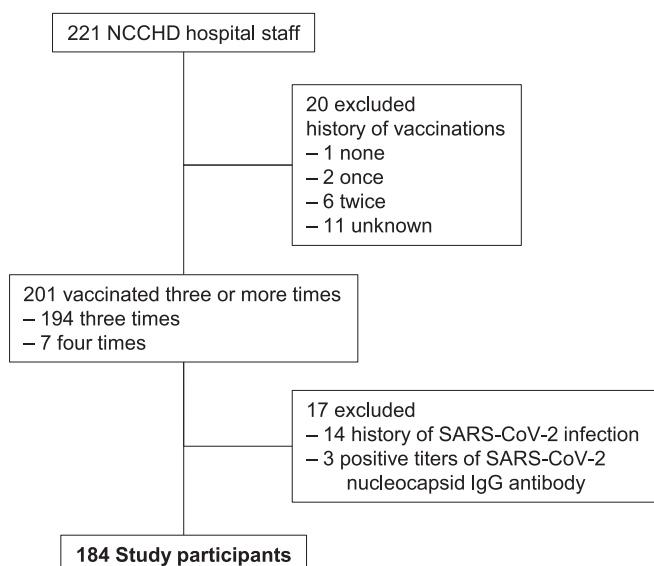 221 NCCHD hospital staff
20 excluded
history of vaccinations
– 1 none
– 2 once
– 6 twice
– 11 unknown
201 vaccinated three or more times
– 194 three times
– 7 four times
17 excluded
– 14 history of SARS-CoV-2 infection
– 3 positive titers of SARS-CoV-2
nucleocapsid IgG antibody
184 Study participants